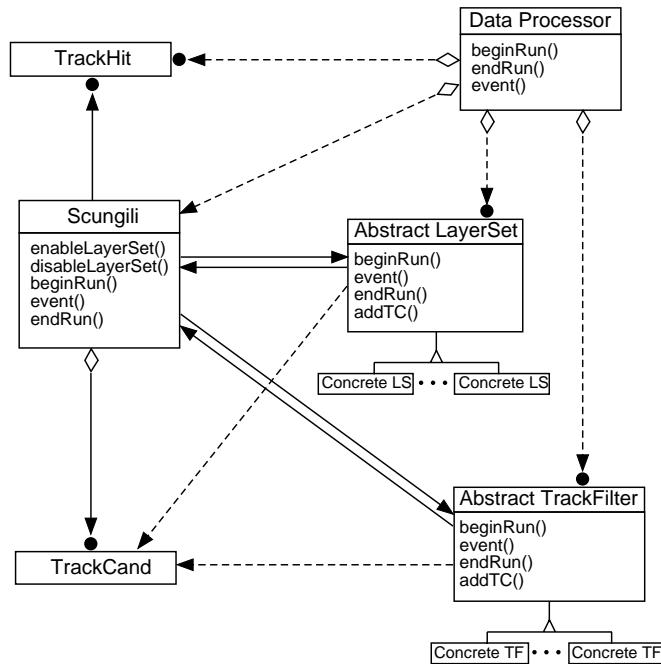 Data Processor
beginRun()
endRun()
event()
TrackHit
Scungili
enableLayerSet()
disableLayerSet()
beginRun()
event()
endRun()
Abstract LayerSet
beginRun()
event()
endRun()
addTC()
Concrete LS • • • Concrete LS
Abstract TrackFilter
beginRun()
event()
endRun()
addTC()
TrackCand
Concrete TF • • • Concrete TF